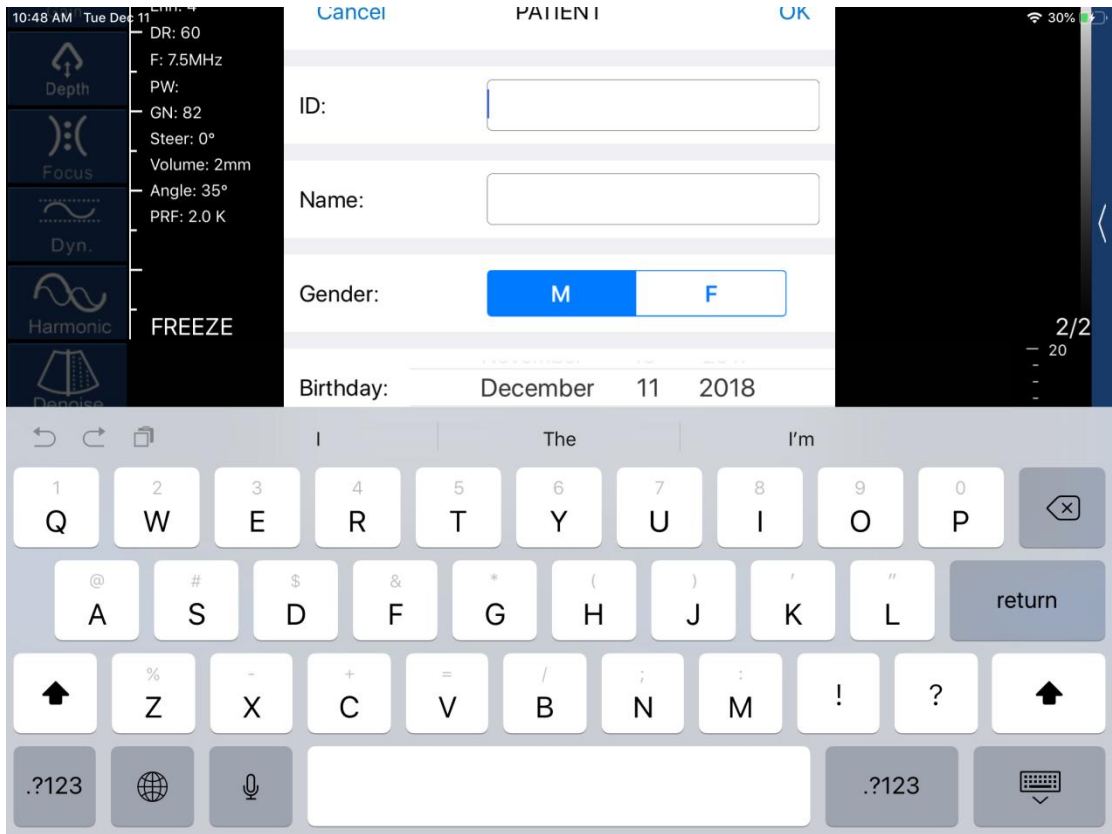 10:48 AM Tue Dec 11
30%
Cancel
PATIENT
OK
Enh: 4
DR: 60
F: 7.5MHz
PW:
GN: 82
Steer: 0°
Volume: 2mm
Angle: 35°
PRF: 2.0 K
FREEZE
Depth
Focus
Dyn.
Harmonic
Denoise
ID:
Name:
Gender:
M F
Birthday:
December 11 2018
2/2
20
I The I'm
1 2 3 4 5 6 7 8 9 0
Q W E R T Y U I O P
@ # $ & * ( ) ' "
A S D F G H J K L return
% - + = / ; :
Z X C V B N M ! ?
.?123 .?123